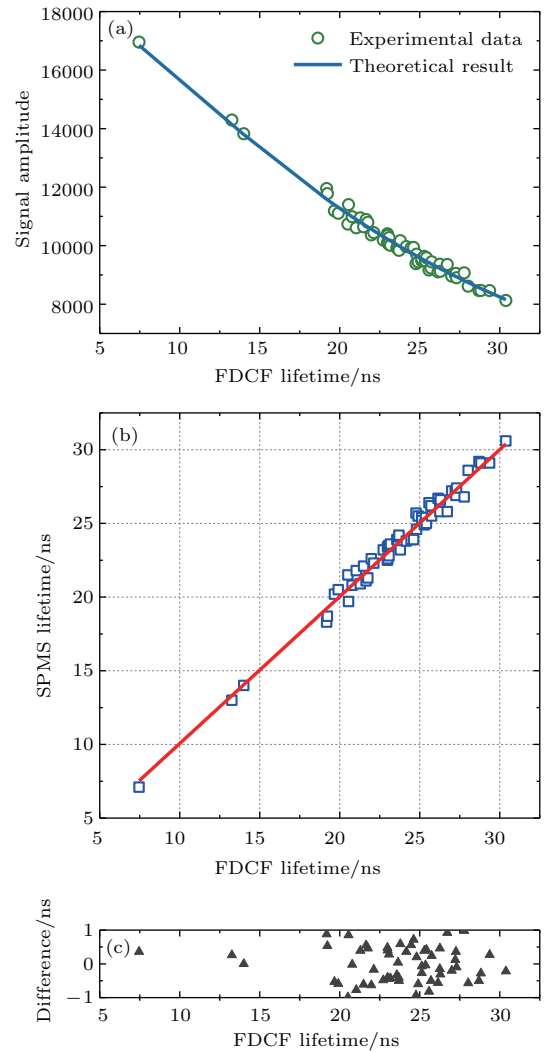 18000
(a)
Experimental data
Theoretical result
16000
14000
12000
10000
8000
Signal amplitude
5 10 15 20 25 30
FDCF lifetime/ns
(b)
30
25
20
15
10
5
SPMS lifetime/ns
5 10 15 20 25 30
FDCF lifetime/ns
1
(c)
0
−1
Difference/ns
5 10 15 20 25 30
FDCF lifetime/ns